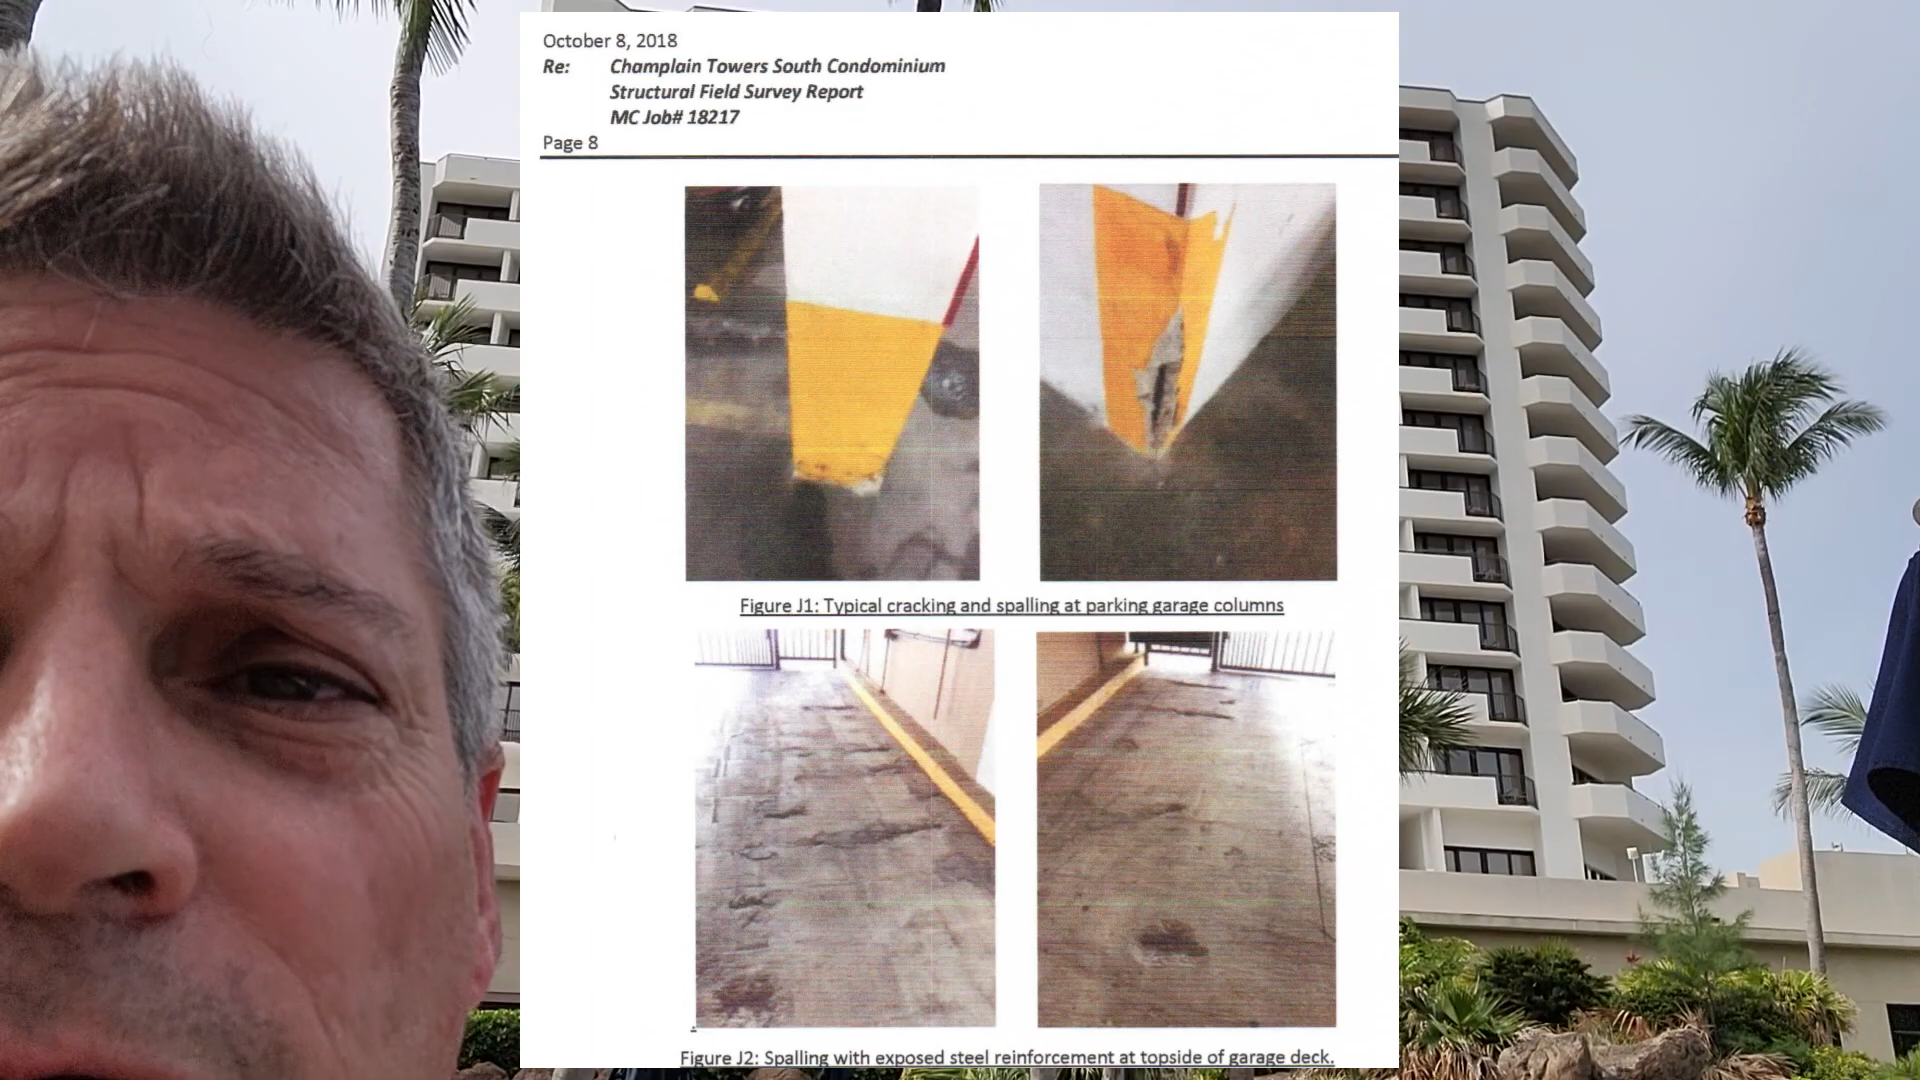 October 8, 2018
Re: Champlain Towers South Condominium
Structural Field Survey Report
MC Job# 18217
Page 8
Figure J1: Typical cracking and spalling at parking garage columns
Figure J2: Spalling with exposed steel reinforcement at topside of garage deck.